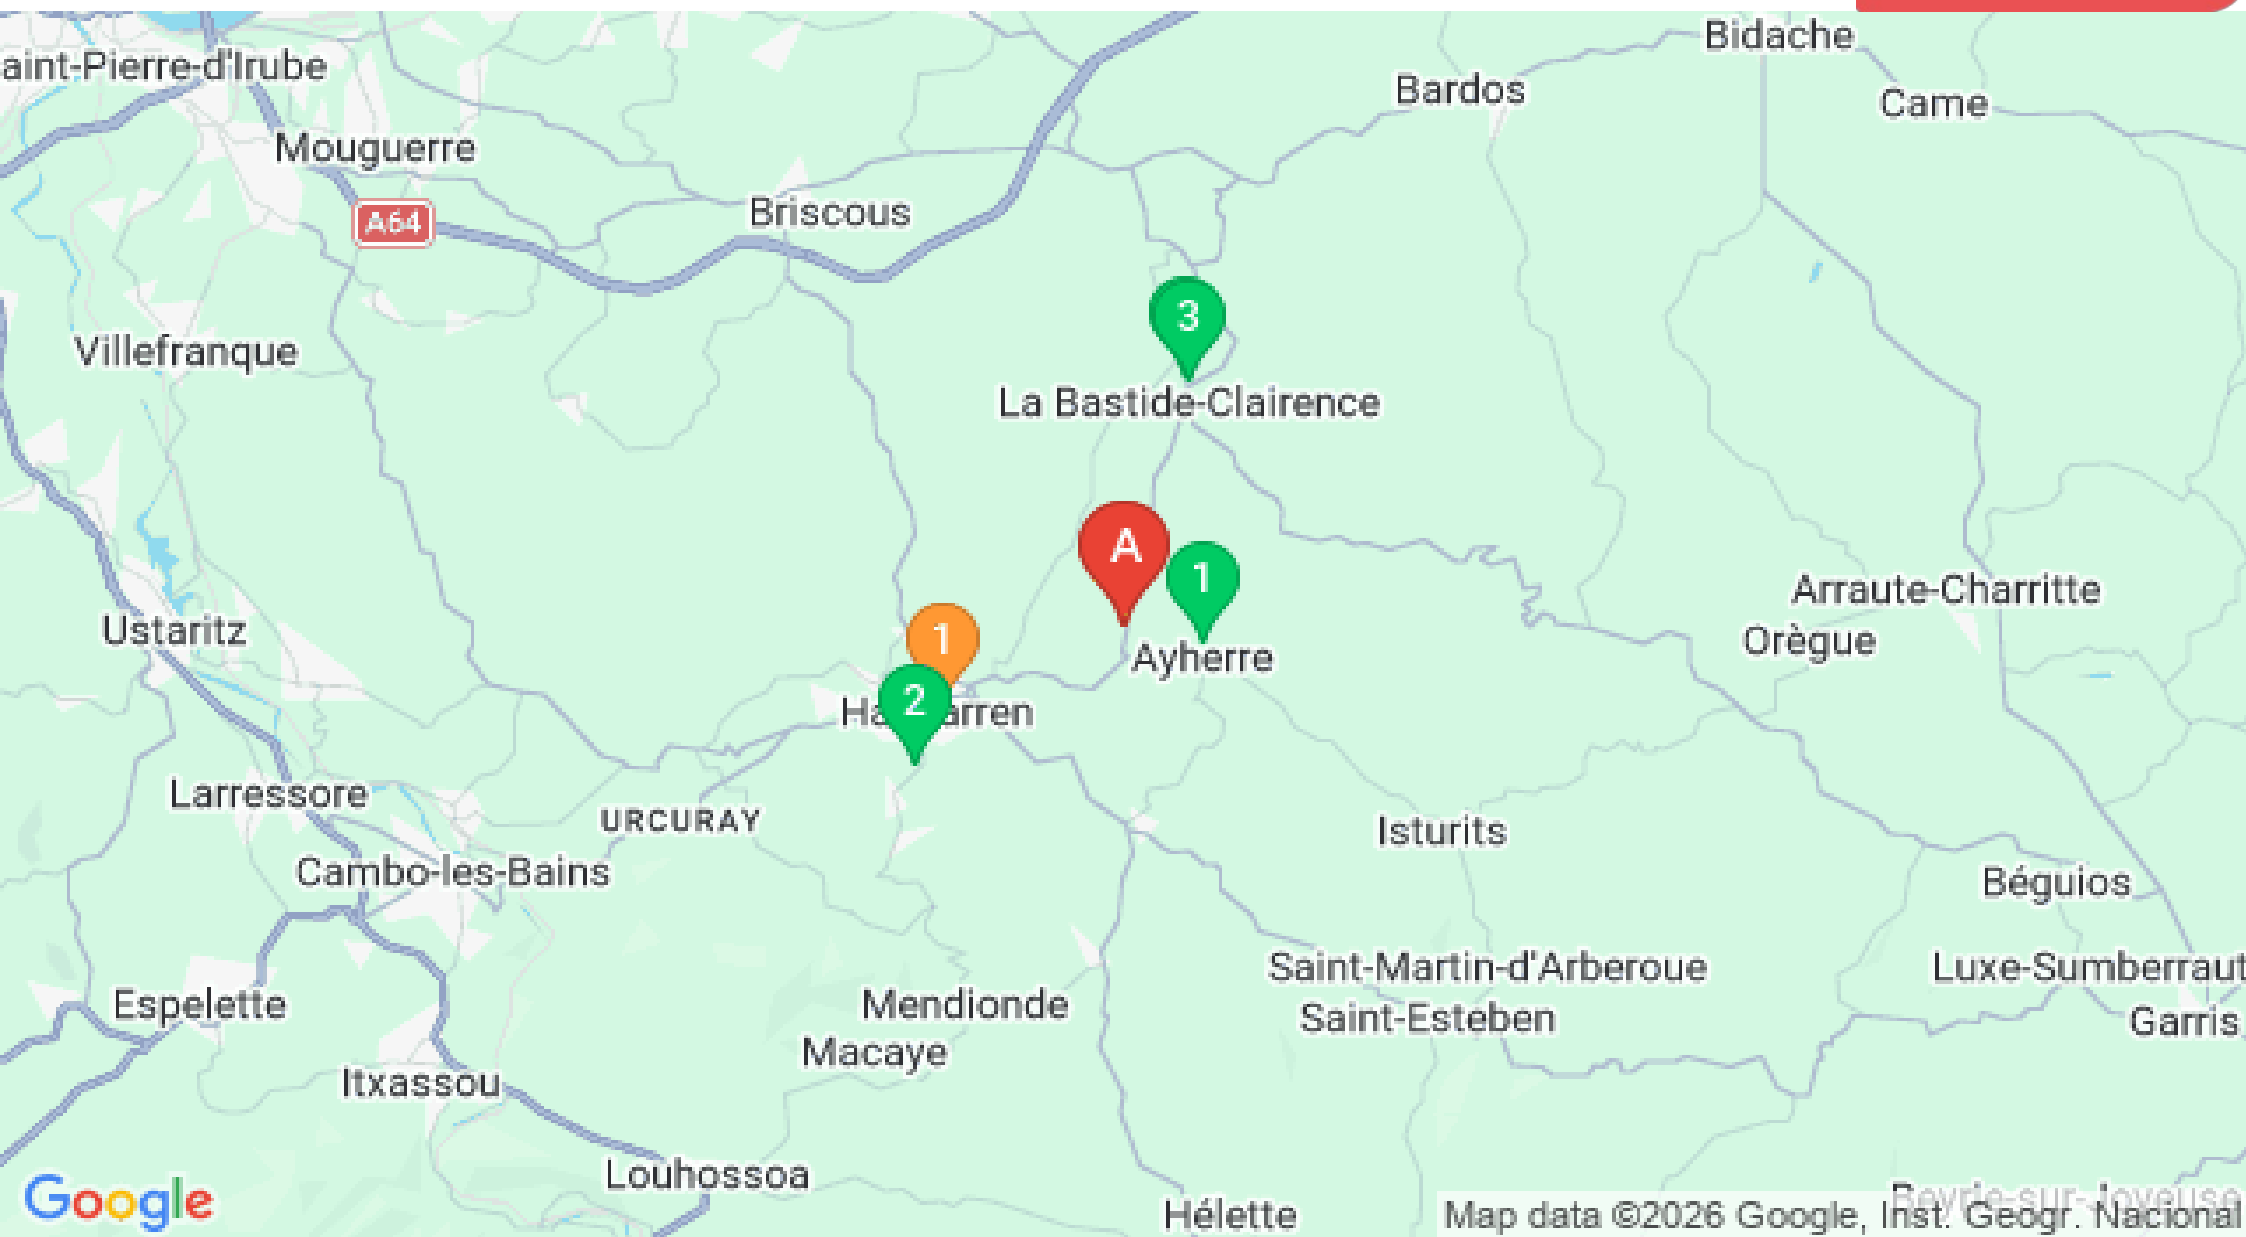 Bidache
aint-Pierre-d'Irube
Bardos
Came
Mouguerre
Briscous
A64
3
Villefranque
La Bastide-Clairence
A
1
Arraute-Charritte
Ustaritz
1
Orègue
Ayherre
2
Larressore
URCURAY
Isturits
Cambo-les-Bains
Béguios
Saint-Martin-d'Arberoue
Luxe-Sumberraut
Espelette
Mendionde
Saint-Esteben
Garris
Macaye
Itxassou
Louhossoa
Google
Hélette
Map data ©2026 Google, Inst. Geogr. Nacional